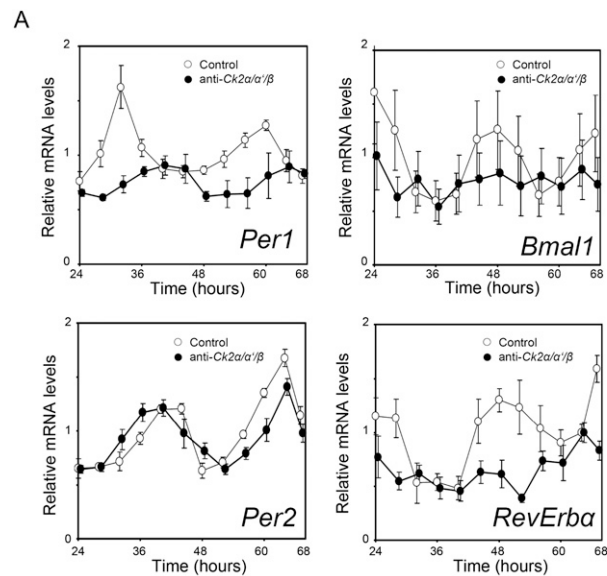 A
2
1
0
Relative mRNA levels
Control
anti-Ck2α/α'/β
Per1
24 36 48 60 68
Time (hours)
2
1
0
Relative mRNA levels
Control
anti-Ck2α/α'/β
Bmal1
24 36 48 60 68
Time (hours)
2
1
0
Relative mRNA levels
Control
anti-Ck2α/α'/β
Per2
24 36 48 60 68
Time (hours)
2
1
0
Relative mRNA levels
Control
anti-Ck2α/α'/β
RevErbα
24 36 48 60 68
Time (hours)